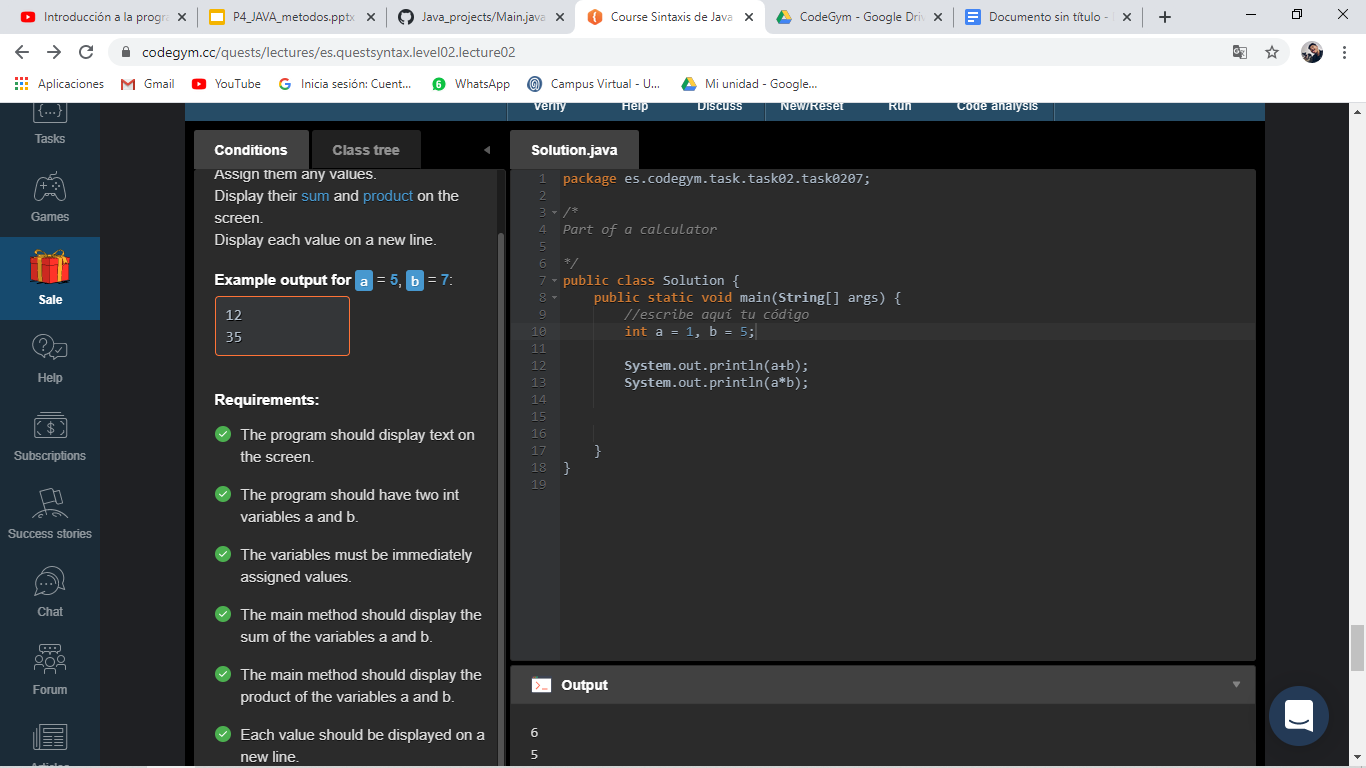 Introducción a la progra
P4_JAVA_metodos.pptx
Java_projects/Main.java
Course Sintaxis de Java
CodeGym - Google Driv
Documento sin título -
codegym.cc/quests/lectures/es.questsyntax.level02.lecture02
Aplicaciones
Gmail
YouTube
Inicia sesión: Cuent...
6
WhatsApp
Campus Virtual - U...
Mi unidad - Google...
Tasks
Games
Sale
Help
Subscriptions
Success stories
Chat
Forum
Articles
Verify
Help
Discuss
New/Reset
Run
Code analysis
Conditions
Class tree
Assign them any values.
Display their sum and product on the
screen.
Display each value on a new line.
Example output for a = 5, b = 7:
12
35
Requirements:
The program should display text on
the screen.
The program should have two int
variables a and b.
The variables must be immediately
assigned values.
The main method should display the
sum of the variables a and b.
The main method should display the
product of the variables a and b.
Each value should be displayed on a
new line.
Solution.java
1 package es.codegym.task.task02.task0207;
2
3 /*
4 Part of a calculator
5
6 */
7 public class Solution {
8 public static void main(String[] args) {
9 //escribe aquí tu código
10 int a = 1, b = 5;
11
12 System.out.println(a+b);
13 System.out.println(a*b);
14
15
16
17 }
18 }
19
Output
6
5